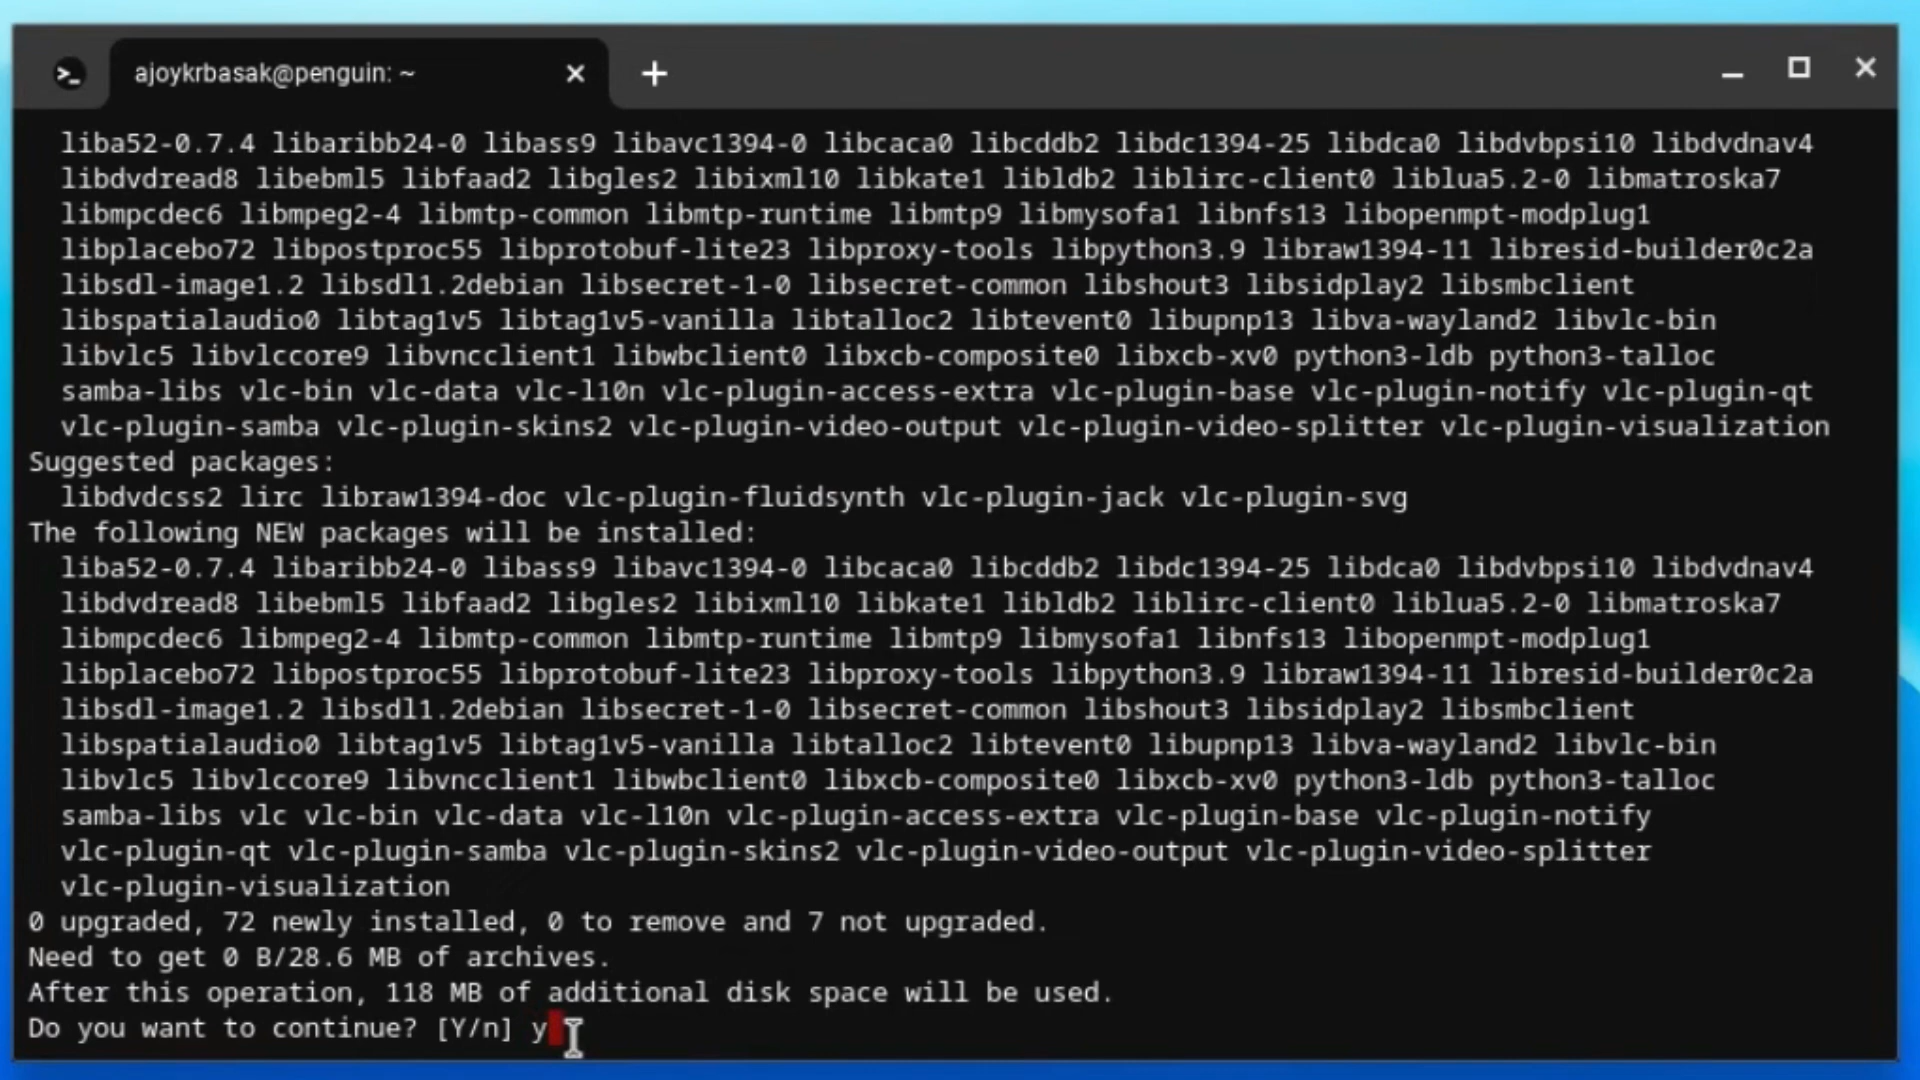 ajoykrbasak@penguin: ~
liba52-0.7.4 libaribb24-0 libass9 libavc1394-0 libcaca0 libcddb2 libdc1394-25 libdca0 libdvbpsi10 libdvdnav4
libdvdread8 libebml5 libfaad2 libgles2 libixml10 libkate1 libldb2 liblirc-client0 liblua5.2-0 libmatroska7
libmpcdec6 libmpeg2-4 libmtp-common libmtp-runtime libmtp9 libmysofa1 libnfs13 libopenmpt-modplug1
libplacebo72 libpostproc55 libprotobuf-lite23 libproxy-tools libpython3.9 libraw1394-11 libresid-builder0c2a
libsdl-image1.2 libsdl1.2debian libsecret-1-0 libsecret-common libshout3 libsidplay2 libsmbclient
libspatialaudio0 libtag1v5 libtag1v5-vanilla libtalloc2 libtevent0 libupnp13 libva-wayland2 libvlc-bin
libvlc5 libvlccore9 libvncclient1 libwbclient0 libxcb-composite0 libxcb-xv0 python3-ldb python3-talloc
samba-libs vlc-bin vlc-data vlc-l10n vlc-plugin-access-extra vlc-plugin-base vlc-plugin-notify vlc-plugin-qt
vlc-plugin-samba vlc-plugin-skins2 vlc-plugin-video-output vlc-plugin-video-splitter vlc-plugin-visualization
Suggested packages:
libdvdcss2 lirc libraw1394-doc vlc-plugin-fluidsynth vlc-plugin-jack vlc-plugin-svg
The following NEW packages will be installed:
liba52-0.7.4 libaribb24-0 libass9 libavc1394-0 libcaca0 libcddb2 libdc1394-25 libdca0 libdvbpsi10 libdvdnav4
libdvdread8 libebml5 libfaad2 libgles2 libixml10 libkate1 libldb2 liblirc-client0 liblua5.2-0 libmatroska7
libmpcdec6 libmpeg2-4 libmtp-common libmtp-runtime libmtp9 libmysofa1 libnfs13 libopenmpt-modplug1
libplacebo72 libpostproc55 libprotobuf-lite23 libproxy-tools libpython3.9 libraw1394-11 libresid-builder0c2a
libsdl-image1.2 libsdl1.2debian libsecret-1-0 libsecret-common libshout3 libsidplay2 libsmbclient
libspatialaudio0 libtag1v5 libtag1v5-vanilla libtalloc2 libtevent0 libupnp13 libva-wayland2 libvlc-bin
libvlc5 libvlccore9 libvncclient1 libwbclient0 libxcb-composite0 libxcb-xv0 python3-ldb python3-talloc
samba-libs vlc vlc-bin vlc-data vlc-l10n vlc-plugin-access-extra vlc-plugin-base vlc-plugin-notify
vlc-plugin-qt vlc-plugin-samba vlc-plugin-skins2 vlc-plugin-video-output vlc-plugin-video-splitter
vlc-plugin-visualization
0 upgraded, 72 newly installed, 0 to remove and 7 not upgraded.
Need to get 0 B/28.6 MB of archives.
After this operation, 118 MB of additional disk space will be used.
Do you want to continue? [Y/n] y